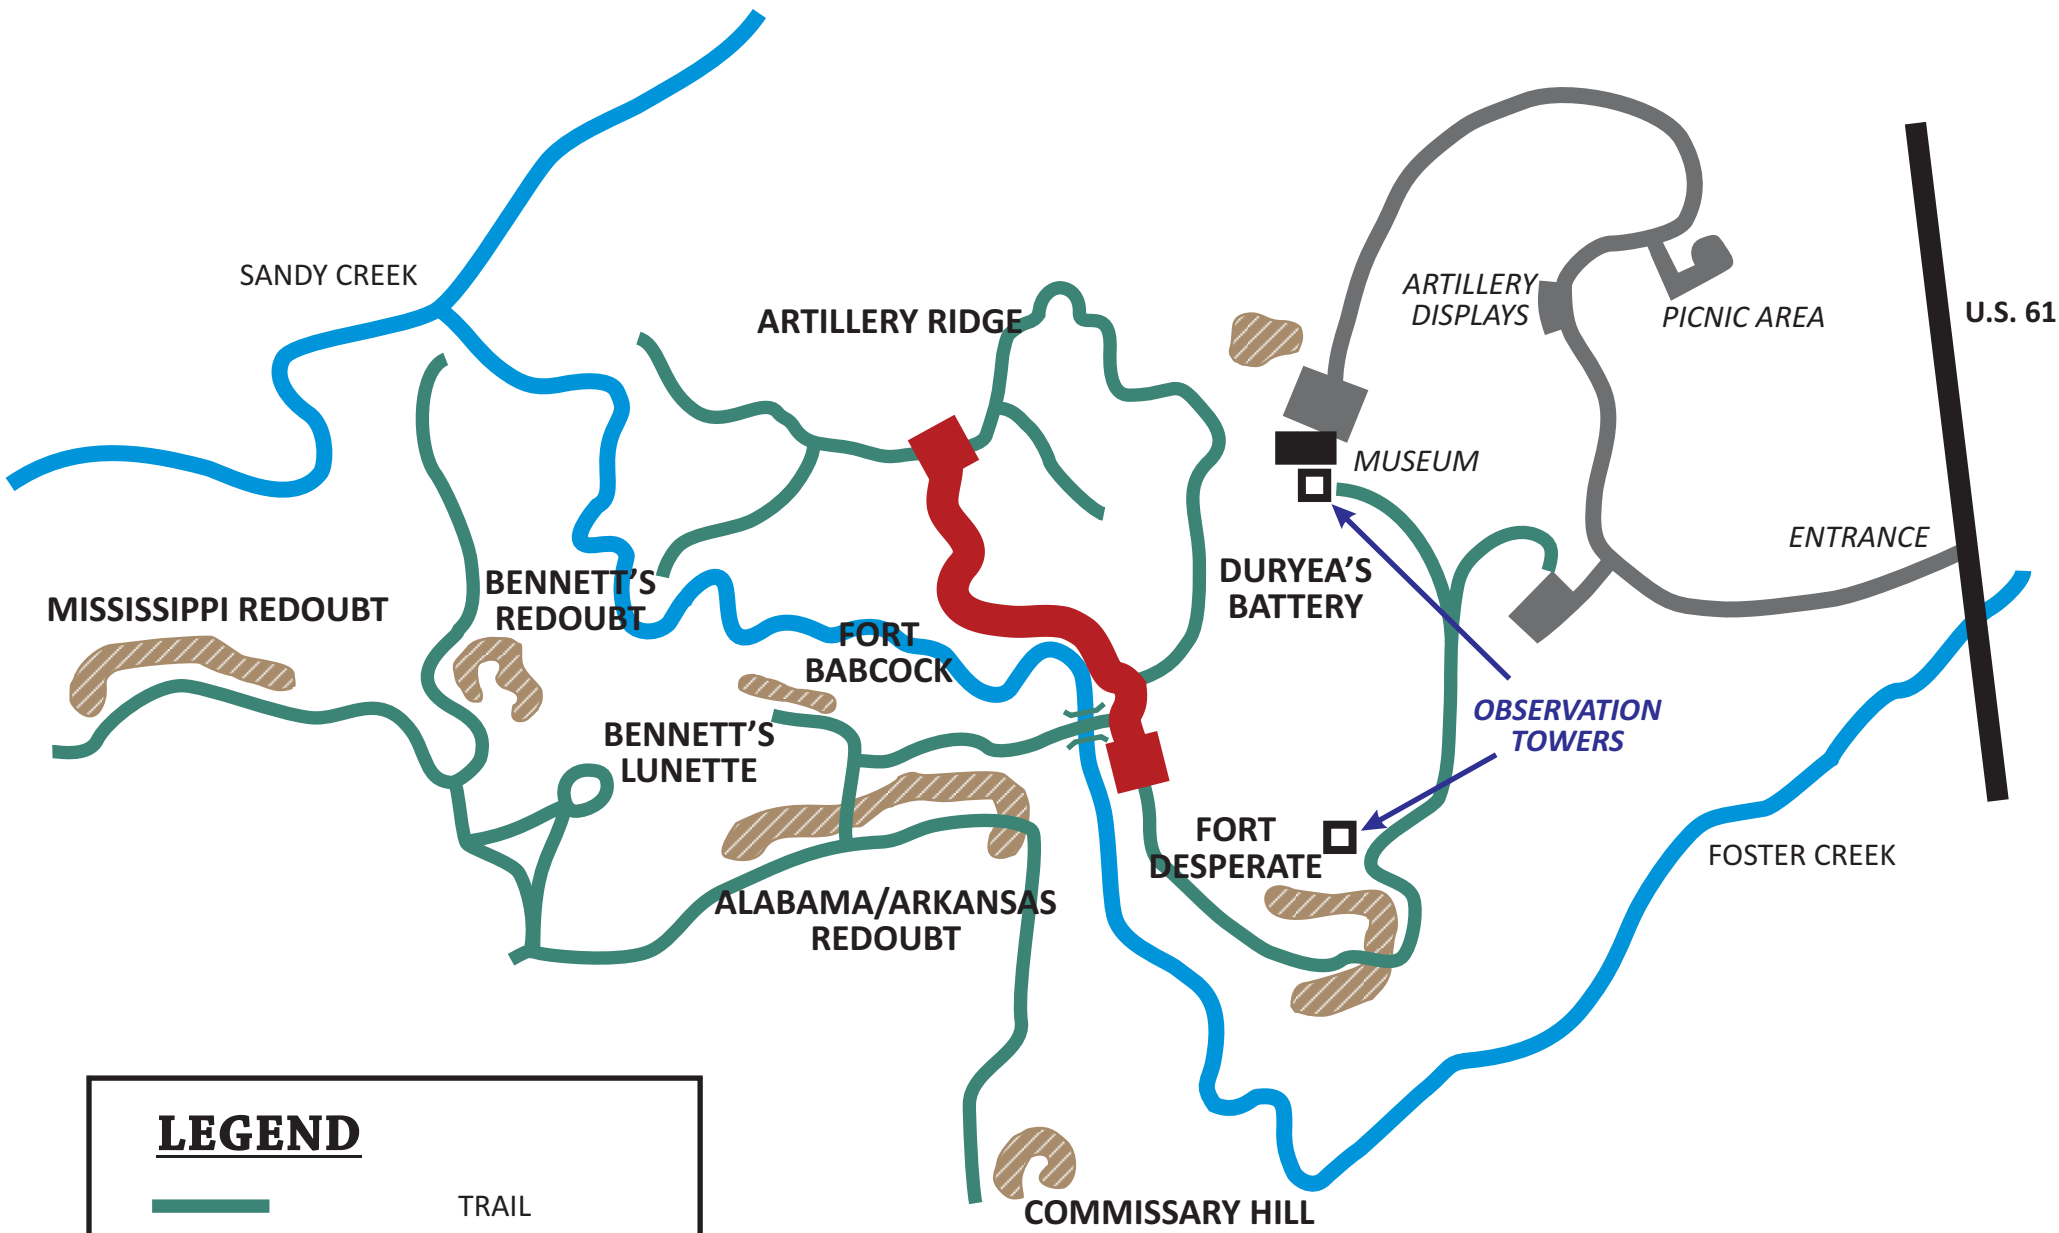 SANDY CREEK
ARTILLERY RIDGE
ARTILLERY
DISPLAYS
PICNIC AREA
U.S. 61
MUSEUM
ENTRANCE
MISSISSIPPI REDOUBT
BENNETT'S
REDOUBT
DURYEA'S
BATTERY
FORT
BABCOCK
OBSERVATION
TOWERS
BENNETT'S
LUNETTE
FORT
DESPERATE
FOSTER CREEK
ALABAMA/ARKANSAS
REDOUBT
LEGEND
TRAIL
COMMISSARY HILL